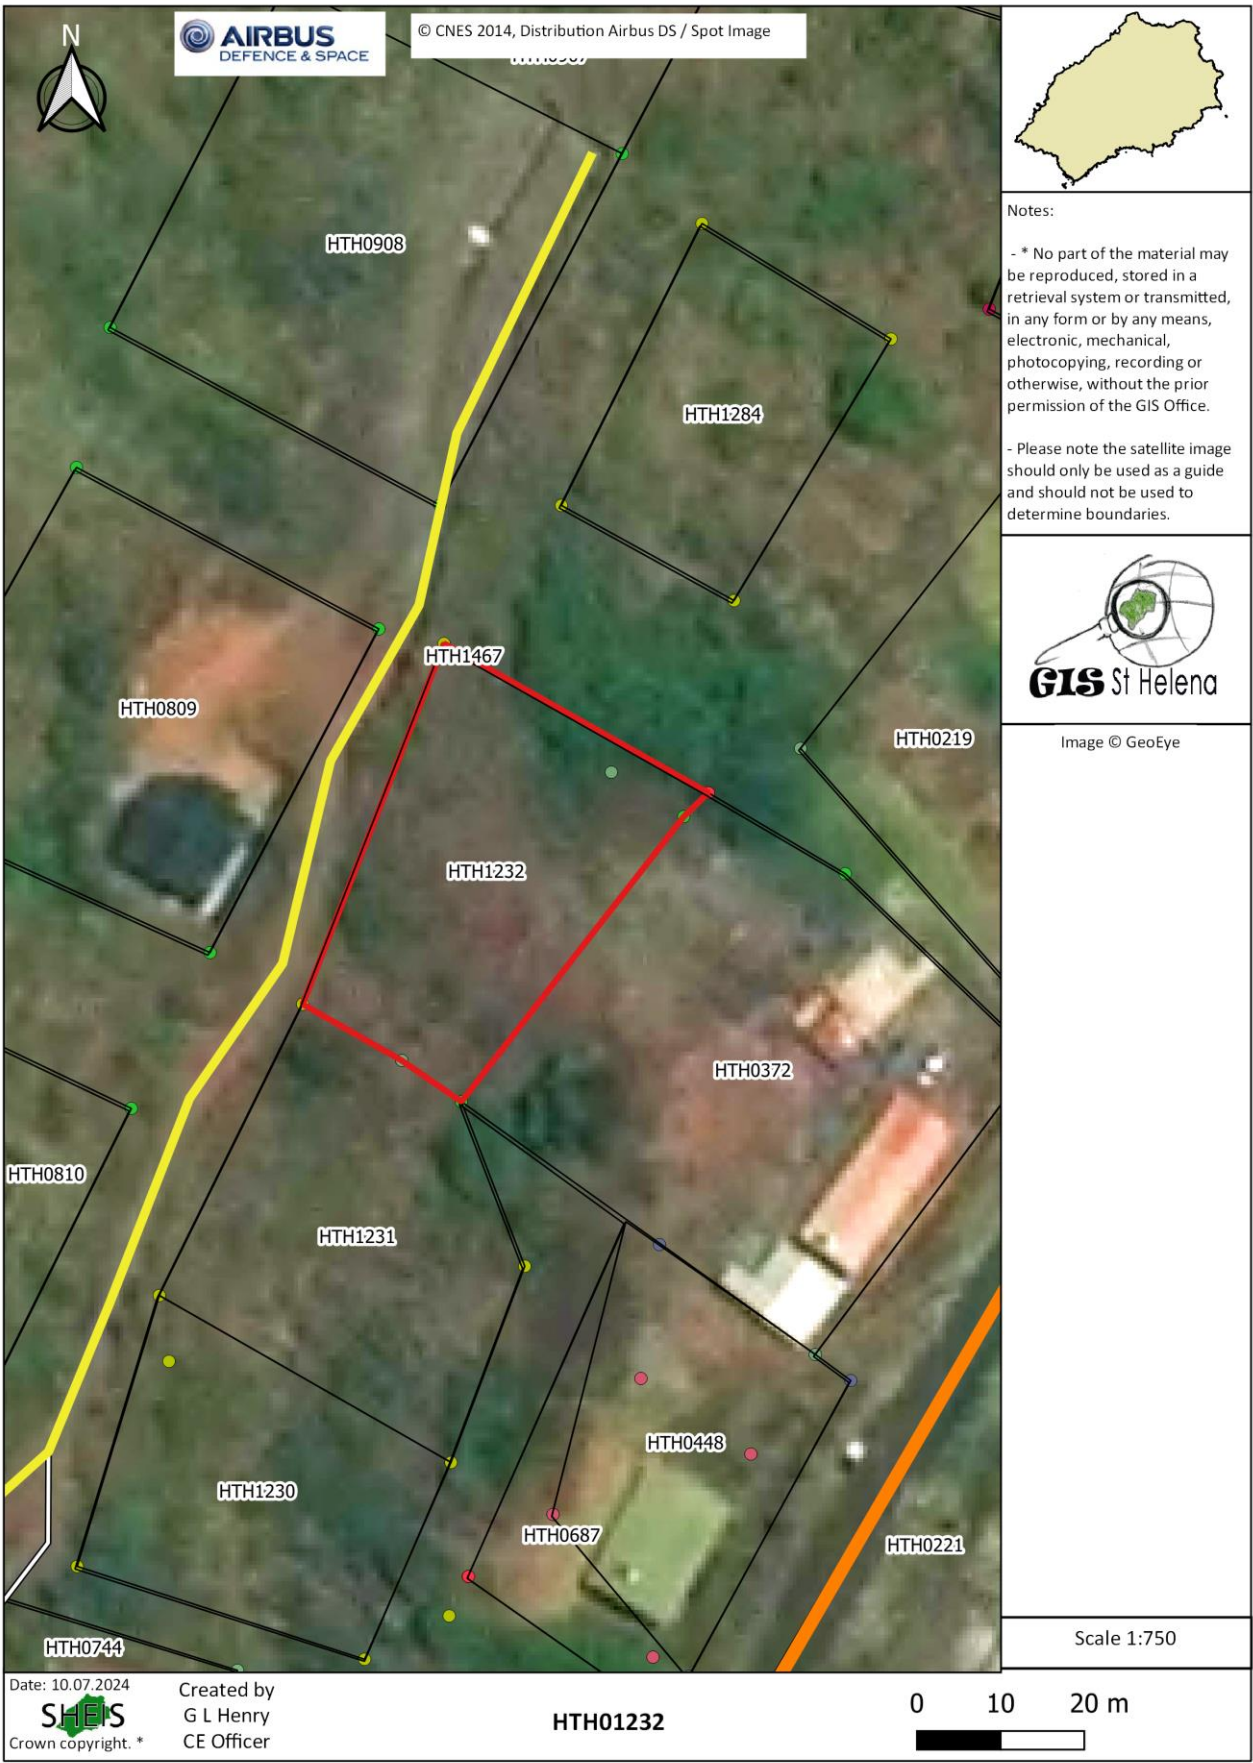 N
AIRBUS
DEFENCE & SPACE
© CNES 2014, Distribution Airbus DS / Spot Image
HTH0908
HTH1284
HTH1467
HTH0809
HTH0219
HTH1232
HTH0372
HTH0810
HTH1231
HTH0448
HTH1230
HTH0687
HTH0221
HTH0744
Notes:
- * No part of the material may
be reproduced, stored in a
retrieval system or transmitted,
in any form or by any means,
electronic, mechanical,
photocopying, recording or
otherwise, without the prior
permission of the GIS Office.
- Please note the satellite image
should only be used as a guide
and should not be used to
determine boundaries.
GIS St Helena
Image © GeoEye
Scale 1:750
Date: 10.07.2024
SHEIS
Crown copyright. *
Created by
G L Henry
CE Officer
HTH01232
0 10 20 m